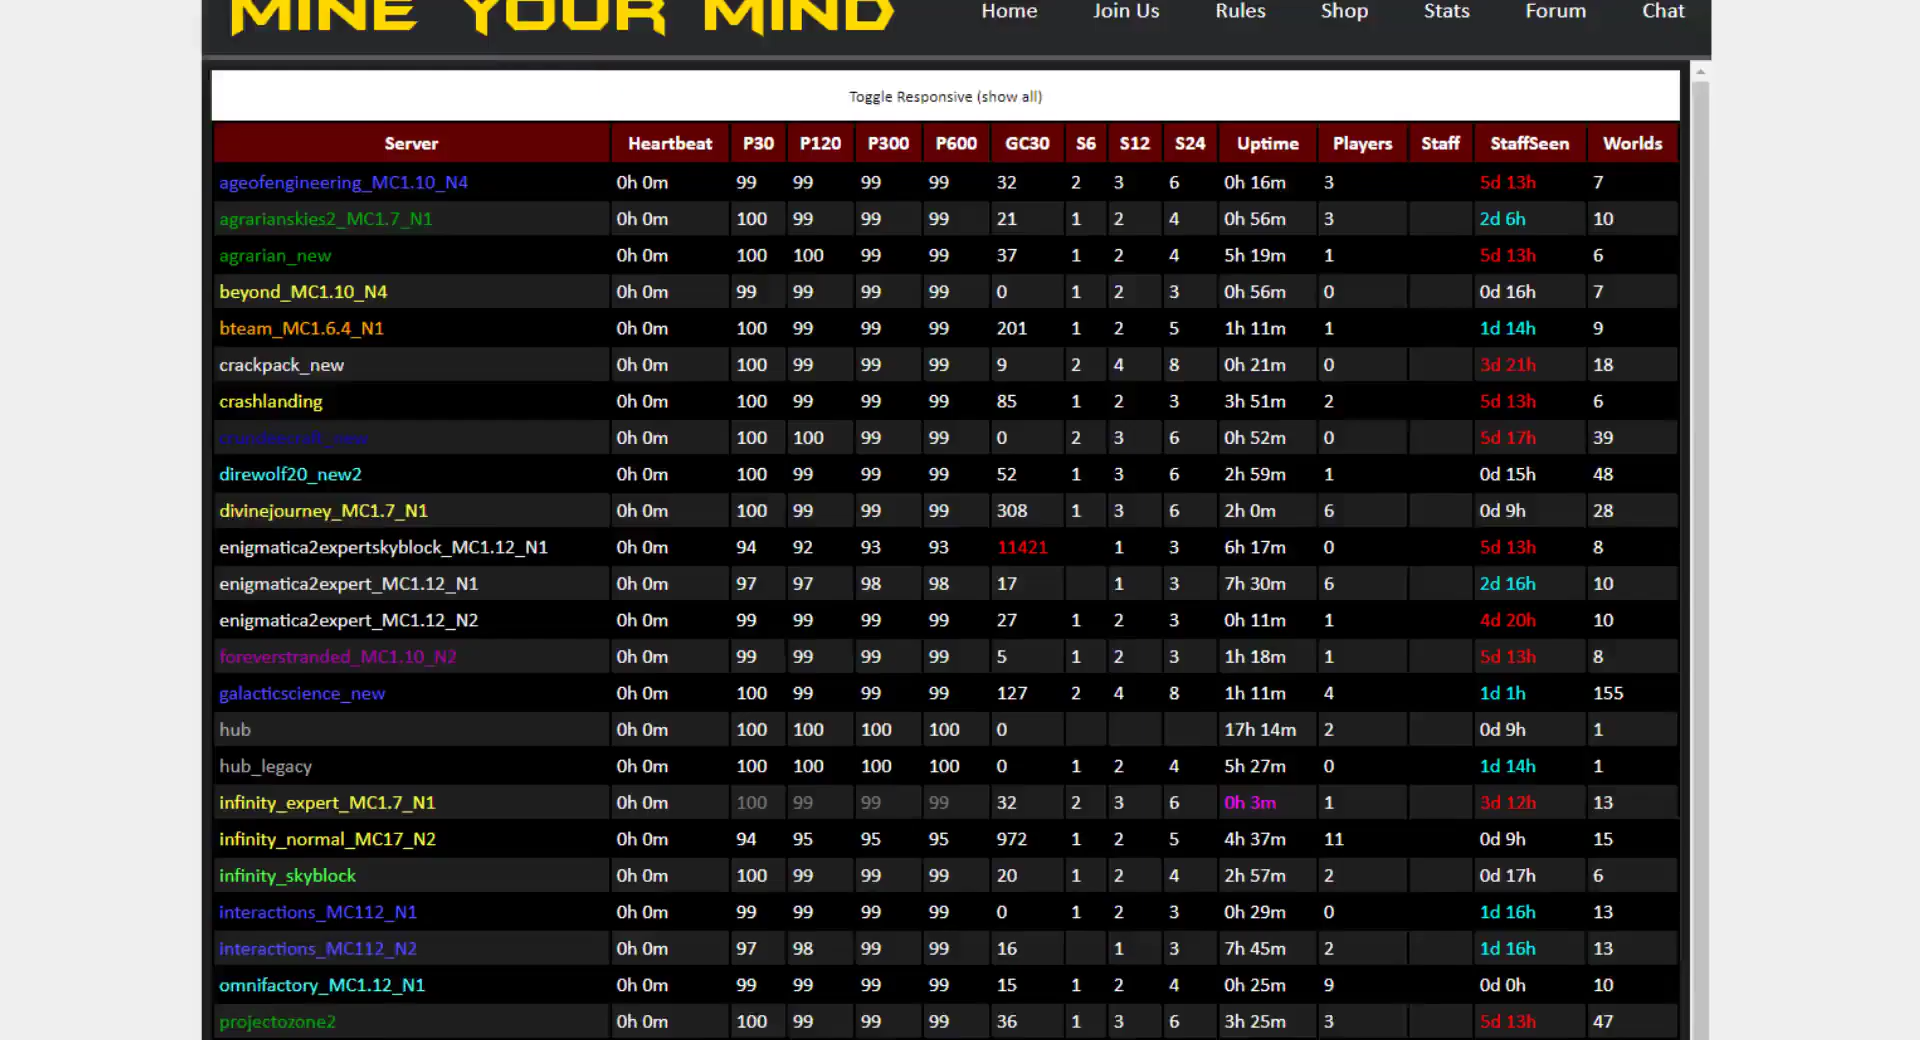 MINE YOUR MIND Home Join Us Rules Shop Stats Forum Chat
Toggle Responsive (show all)
Server Heartbeat P30 P120 P300 P600 GC30 S6 S12 S24 Uptime Players Staff StaffSeen Worlds
ageofengineering_MC1.10_N4 0h 0m 99 99 99 99 32 2 3 6 0h 16m 3 5d 13h 7
agrarianskies2_MC1.7_N1 0h 0m 100 99 99 99 21 1 2 4 0h 56m 3 2d 6h 10
agrarian_new 0h 0m 100 100 99 99 37 1 2 4 5h 19m 1 5d 13h 6
beyond_MC1.10_N4 0h 0m 99 99 99 99 0 1 2 3 0h 56m 0 0d 16h 7
bteam_MC1.6.4_N1 0h 0m 100 99 99 99 201 1 2 5 1h 11m 1 1d 14h 9
crackpack_new 0h 0m 100 99 99 99 9 2 4 8 0h 21m 0 3d 21h 18
crashlanding 0h 0m 100 99 99 99 85 1 2 3 3h 51m 2 5d 13h 6
0h 0m 100 100 99 99 0 2 3 6 0h 52m 0 5d 17h 39
direwolf20_new2 0h 0m 100 99 99 99 52 1 3 6 2h 59m 1 0d 15h 48
divinejourney_MC1.7_N1 0h 0m 100 99 99 99 308 1 3 6 2h 0m 6 0d 9h 28
enigmatica2expertskyblock_MC1.12_N1 0h 0m 94 92 93 93 11421 1 3 6h 17m 0 5d 13h 8
enigmatica2expert_MC1.12_N1 0h 0m 97 97 98 98 17 1 3 7h 30m 6 2d 16h 10
enigmatica2expert_MC1.12_N2 0h 0m 99 99 99 99 27 1 2 3 0h 11m 1 4d 20h 10
foreverstranded_MC1.10_N2 0h 0m 99 99 99 99 5 1 2 3 1h 18m 1 5d 13h 8
galacticscience_new 0h 0m 100 99 99 99 127 2 4 8 1h 11m 4 1d 1h 155
hub 0h 0m 100 100 100 100 0 17h 14m 2 0d 9h 1
hub_legacy 0h 0m 100 100 100 100 0 1 2 4 5h 27m 0 1d 14h 1
infinity_expert_MC1.7_N1 0h 0m 100 99 99 99 32 2 3 6 0h 3m 1 3d 12h 13
infinity_normal_MC17_N2 0h 0m 94 95 95 95 972 1 2 5 4h 37m 11 0d 9h 15
infinity_skyblock 0h 0m 100 99 99 99 20 1 2 4 2h 57m 2 0d 17h 6
interactions_MC112_N1 0h 0m 99 99 99 99 0 1 2 3 0h 29m 0 1d 16h 13
interactions_MC112_N2 0h 0m 97 98 99 99 16 1 3 7h 45m 2 1d 16h 13
omnifactory_MC1.12_N1 0h 0m 99 99 99 99 15 1 2 4 0h 25m 9 0d 0h 10
projectozone2 0h 0m 100 99 99 99 36 1 3 6 3h 25m 3 5d 13h 47